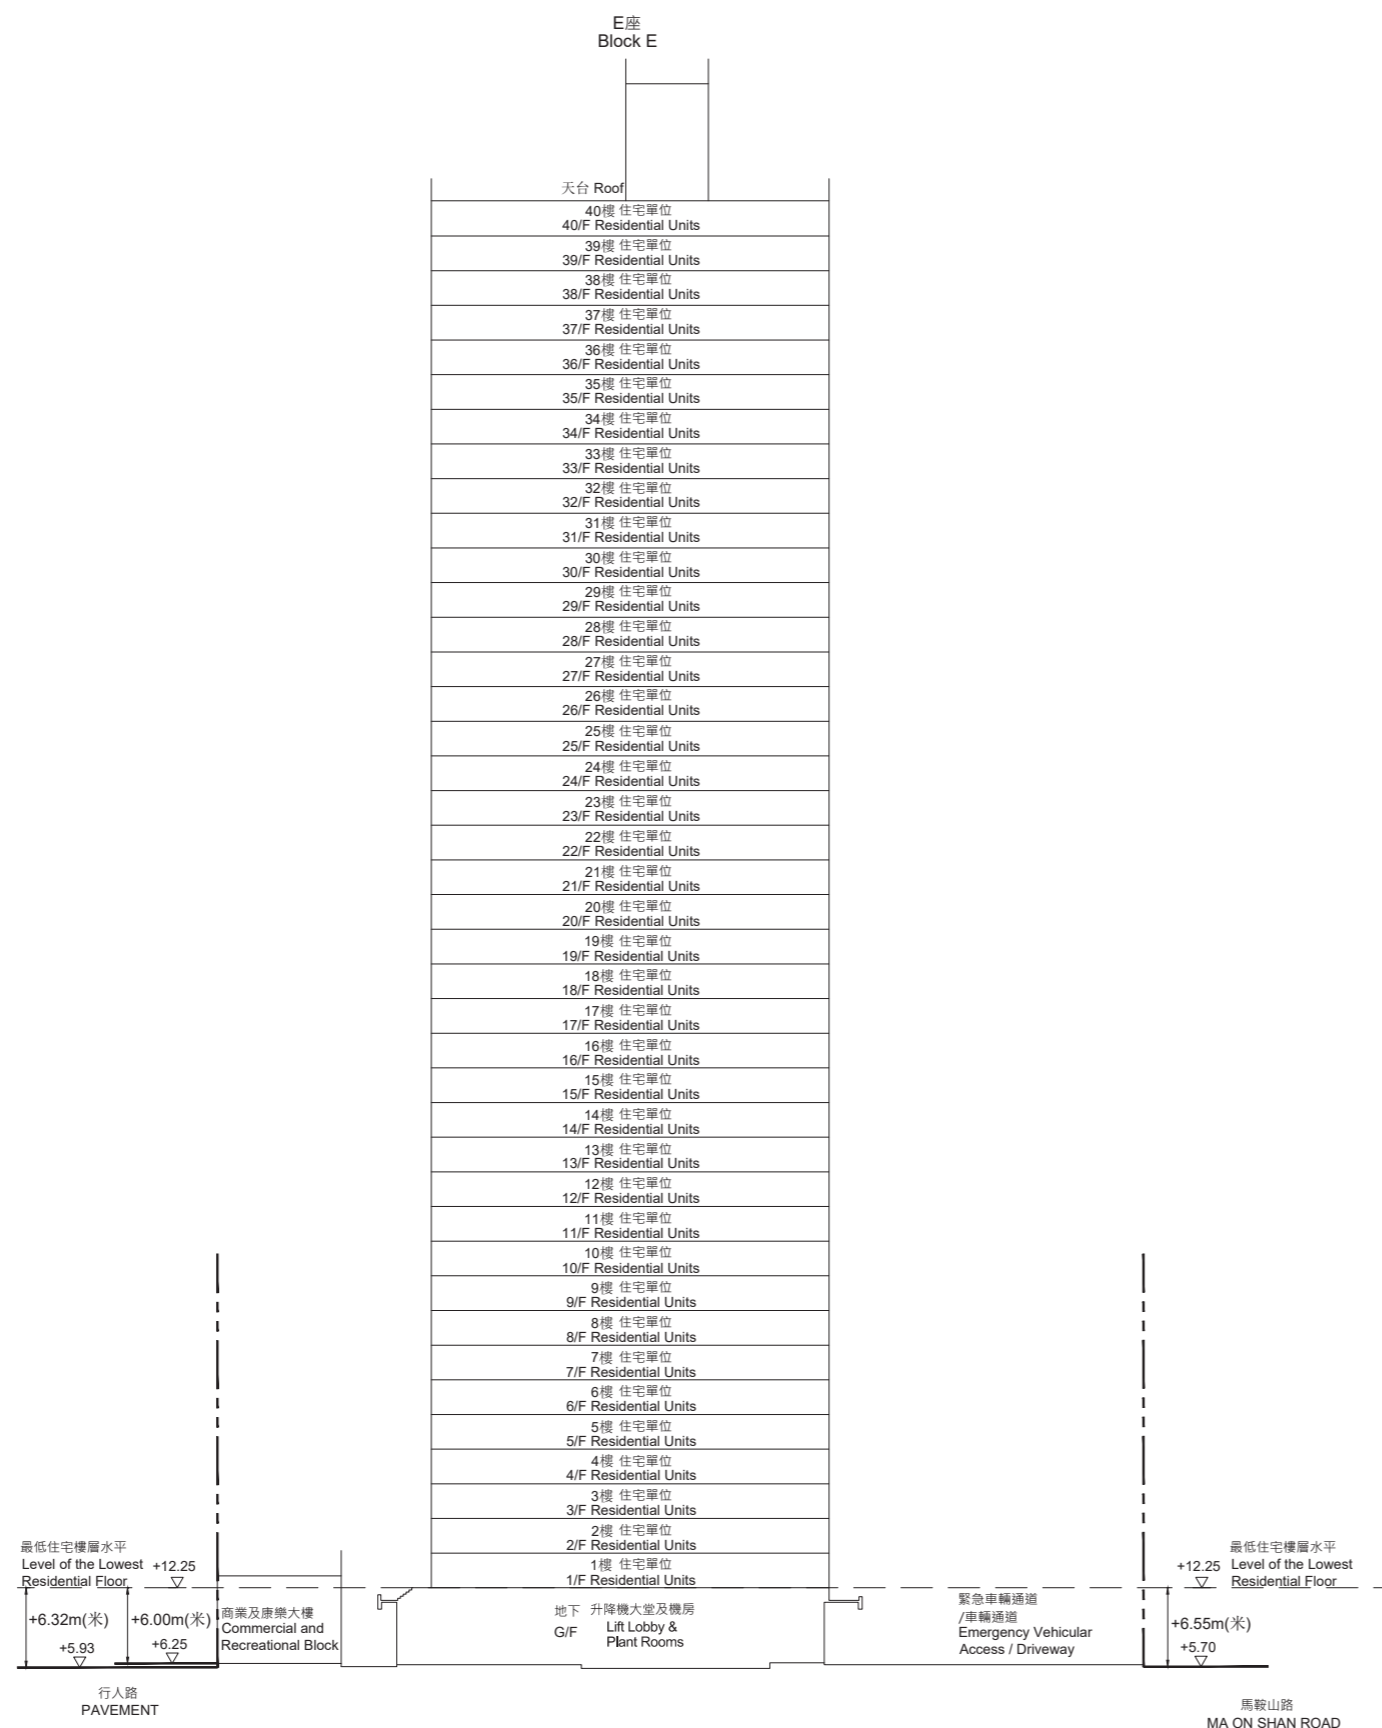 E座
Block E
天台 Roof
40樓 住宅單位
40/F Residential Units
39樓 住宅單位
39/F Residential Units
38樓 住宅單位
38/F Residential Units
37樓 住宅單位
37/F Residential Units
36樓 住宅單位
36/F Residential Units
35樓 住宅單位
35/F Residential Units
34樓 住宅單位
34/F Residential Units
33樓 住宅單位
33/F Residential Units
32樓 住宅單位
32/F Residential Units
31樓 住宅單位
31/F Residential Units
30樓 住宅單位
30/F Residential Units
29樓 住宅單位
29/F Residential Units
28樓 住宅單位
28/F Residential Units
27樓 住宅單位
27/F Residential Units
26樓 住宅單位
26/F Residential Units
25樓 住宅單位
25/F Residential Units
24樓 住宅單位
24/F Residential Units
23樓 住宅單位
23/F Residential Units
22樓 住宅單位
22/F Residential Units
21樓 住宅單位
21/F Residential Units
20樓 住宅單位
20/F Residential Units
19樓 住宅單位
19/F Residential Units
18樓 住宅單位
18/F Residential Units
17樓 住宅單位
17/F Residential Units
16樓 住宅單位
16/F Residential Units
15樓 住宅單位
15/F Residential Units
14樓 住宅單位
14/F Residential Units
13樓 住宅單位
13/F Residential Units
12樓 住宅單位
12/F Residential Units
11樓 住宅單位
11/F Residential Units
10樓 住宅單位
10/F Residential Units
9樓 住宅單位
9/F Residential Units
8樓 住宅單位
8/F Residential Units
7樓 住宅單位
7/F Residential Units
6樓 住宅單位
6/F Residential Units
5樓 住宅單位
5/F Residential Units
4樓 住宅單位
4/F Residential Units
3樓 住宅單位
3/F Residential Units
2樓 住宅單位
2/F Residential Units
1樓 住宅單位
1/F Residential Units
最低住宅樓層水平
Level of the Lowest
Residential Floor
+12.25
+6.32m(米)
+6.00m(米)
+5.93
+6.25
商業及康樂大樓
Commercial and
Recreational Block
地下
G/F
升降機大堂及機房
Lift Lobby &
Plant Rooms
緊急車輛通道
/車輛通道
Emergency Vehicular
Access / Driveway
+12.25
最低住宅樓層水平
Level of the Lowest
Residential Floor
+6.55m(米)
+5.70
行人路
PAVEMENT
馬鞍山路
MA ON SHAN ROAD